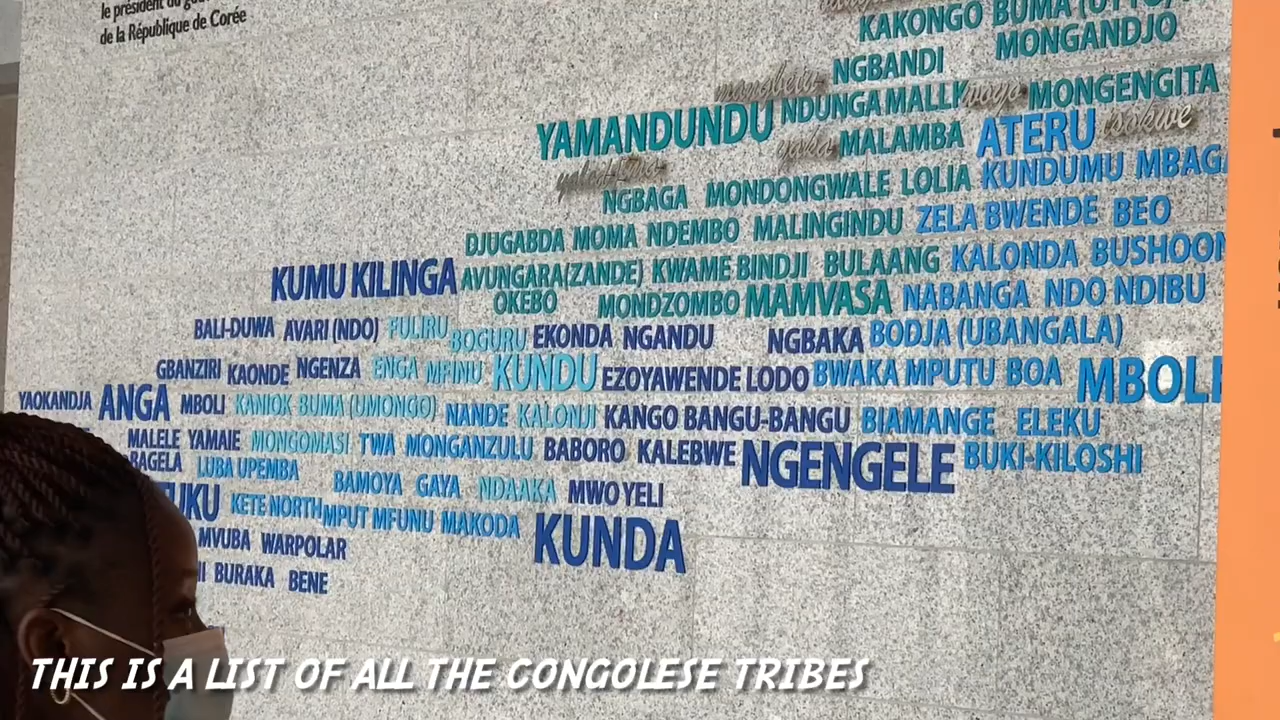 le président du
de la République de Corée
KAKONGO BUMA
NGBANDI MONGANDJO
NDUNGA MALLK MONGENGITA
YAMANDUNDU yaka MALAMBA ATERU tsokwe
NGBAGA MONDONGWALE LOLIA KUNDUMU
DJUGABDA MOMA NDEMBO MALINGINDU ZELA BWENDE BEO
KUMU KILINGA AVUNGARA(ZANDE) KWAME BINDJI BULAANG KALONDA
OKEBO MONDZOMBO MAMVASA NABANGA NDO NDIBU
BALI-DUWA AVARI (NDO) FULIRU BOGURU EKONDA NGANDU NGBAKA BODJA (UBANGALA)
GBANZIRI KAONDE NGENZA ENGA MFINU KUNDU EZOYAWENDE LODO BWAKA MPUTU BOA
YAOKANDJA ANGA MBOLI KANIOK BUMA (UMONGO) NANDE KALONJI KANGO BANGU-BANGU BIAMANGE ELEKU
MALELE YAMAIE MONGOMASI TWA MONGANZULU BABORO KALEBWE NGENGELE BUKI-KILOSHI
BAGELA LUBA UPEMBA BAMOYA GAYA NDAAKA MWO YELI
KETE NORTH MPUT MFUNU MAKODA KUNDA
MVUBA WARPOLAR
BURAKA BENE
THIS IS A LIST OF ALL THE CONGOLESE TRIBES